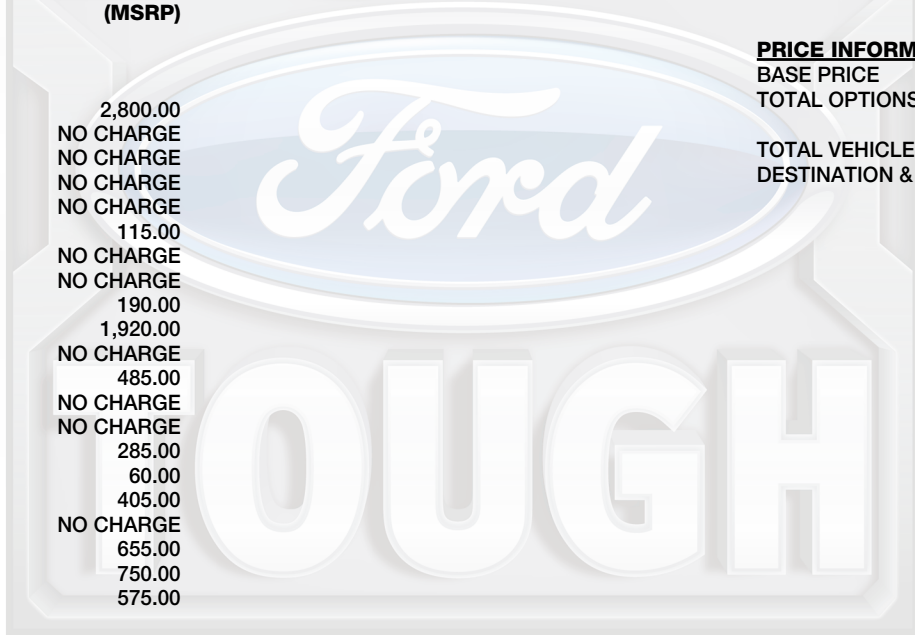 (MSRP)
2,800.00
NO CHARGE
NO CHARGE
NO CHARGE
NO CHARGE
115.00
NO CHARGE
NO CHARGE
190.00
1,920.00
NO CHARGE
485.00
NO CHARGE
NO CHARGE
285.00
60.00
405.00
NO CHARGE
655.00
750.00
575.00
PRICE INFORM
BASE PRICE
TOTAL OPTIONS
TOTAL VEHICLE
DESTINATION &
Ford
TOUGH